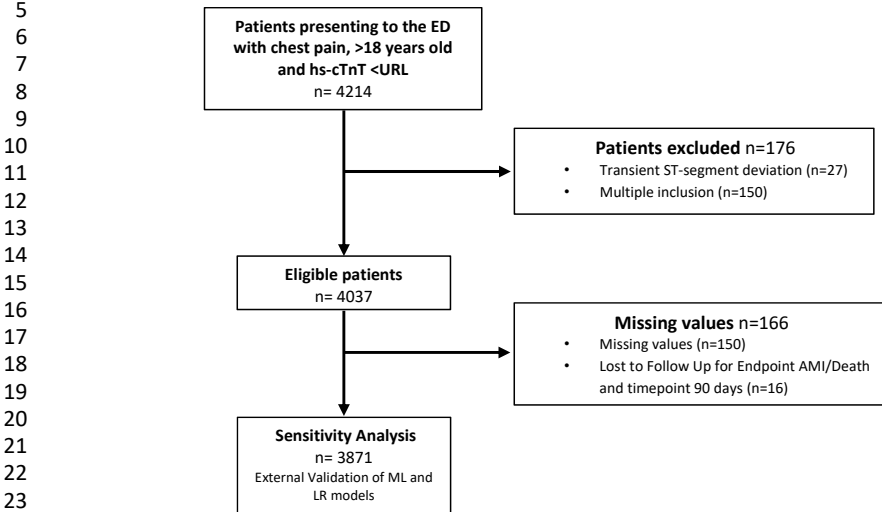 5
6
7
8
9
10
11
12
13
14
15
16
17
18
19
20
21
22
23
Patients presenting to the ED
with chest pain, >18 years old
and hs-cTnT <URL
n= 4214
Patients excluded n=176
• Transient ST-segment deviation (n=27)
• Multiple inclusion (n=150)
Eligible patients
n= 4037
Missing values n=166
• Missing values (n=150)
• Lost to Follow Up for Endpoint AMI/Death
and timepoint 90 days (n=16)
Sensitivity Analysis
n= 3871
External Validation of ML and
LR models